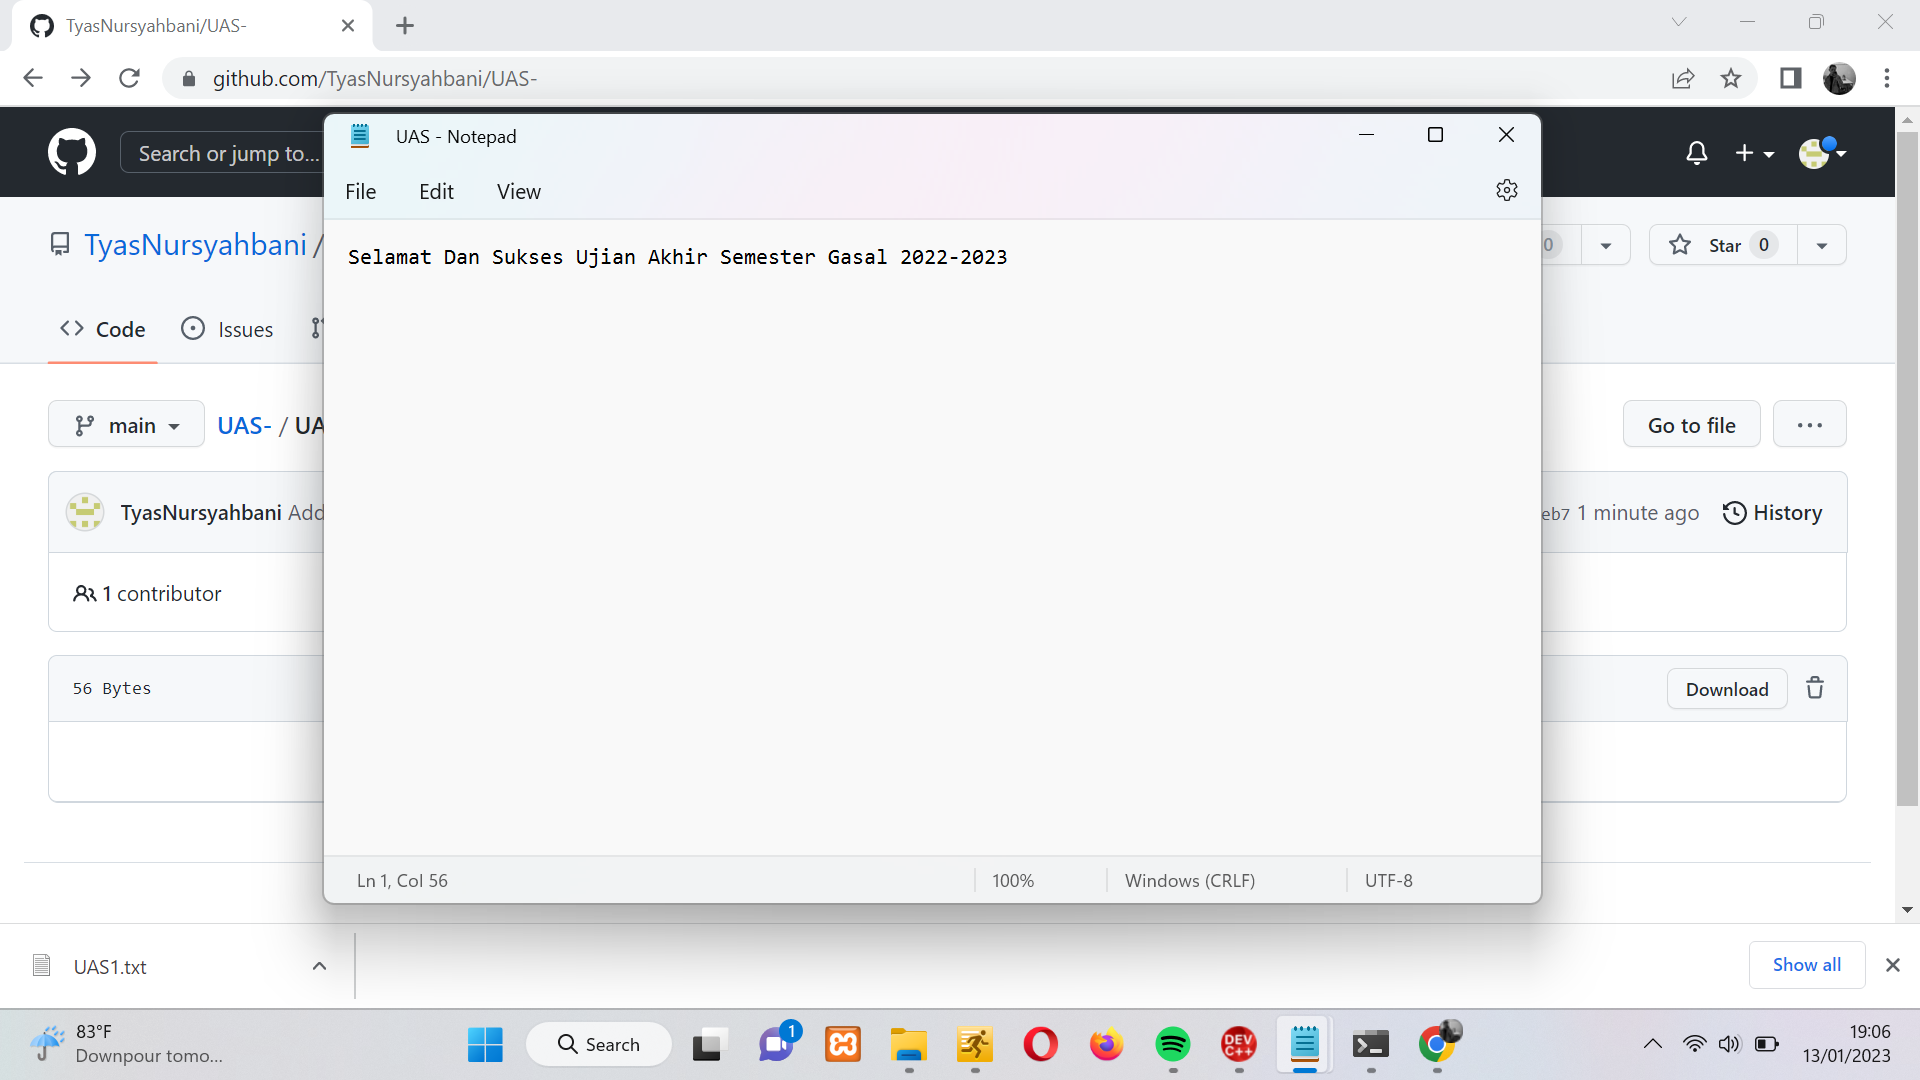 TyasNursyahbani/UAS-
github.com/TyasNursyahbani/UAS-
Search or jump to...
UAS - Notepad
File Edit View
Selamat Dan Sukses Ujian Akhir Semester Gasal 2022-2023
Ln 1, Col 56 100% Windows (CRLF) UTF-8
TyasNursyahbani /
0 Star 0
Code Issues
main UAS- / UA
Go to file
TyasNursyahbani Add
eb7 1 minute ago History
1 contributor
56 Bytes
Download
UAS1.txt
Show all
83°F
Downpour tomo...
Search
1
DEV
C++
19:06
13/01/2023